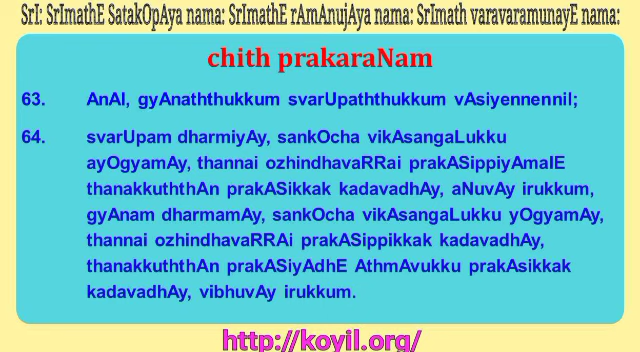 SrI: SrImathE SatakOpAya nama: SrImathE rAmAnujAya nama: SrImath varavaramunayE nama:
chith prakaraNam
63. AnAl, gyAnaththukkum svarUpaththukkum vAsiyennennil;
64. svarUpam dharmiyAy, sankOcha vikAsangaLukku
ayOgyamAy, thannai ozhindhavaRRai prakASippiyAmalE
thanakkuththAn prakASikkak kadavadhAy, aNuvAy irukkum,
gyAnam dharmamAy, sankOcha vikAsangaLukku yOgyamAy,
thannai ozhindhavaRRAi prakASippikkak kadavadhAy,
thanakkuththAn prakASiyAdhE AthmAvukku prakAsikkak
kadavadhAy, vibhuvAy irukkum.
http://koyil.org/